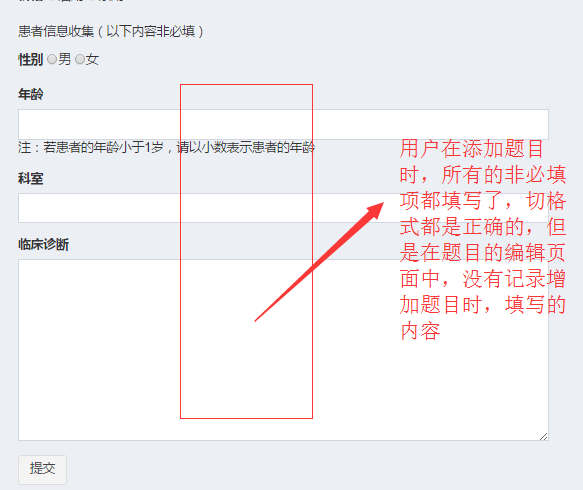 患者信息收集（以下内容非必填）
性别 男 女
年龄
注：若患者的年龄小于1岁，请以小数表示患者的年龄
科室
临床诊断
提交
用户在添加题目
时，所有的非必填
项都填写了，切格
式都是正确的，但
是在题目的编辑页
面中，没有记录增
加题目时，填写的
内容